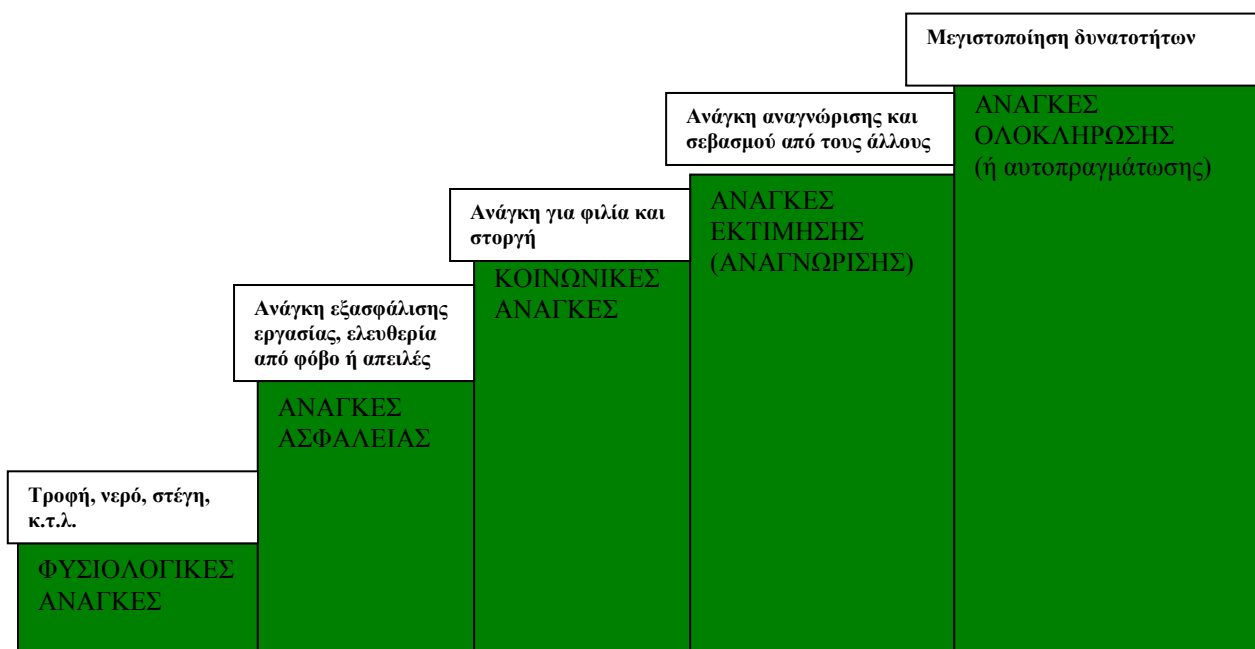 Μεγιστοποίηση δυνατοτήτων
ΑΝΑΓΚΕΣ
ΟΛΟΚΛΗΡΩΣΗΣ
(ή αυτοπραγμάτωσης)
Ανάγκη αναγνώρισης και
σεβασμού από τους άλλους
ΑΝΑΓΚΕΣ
ΕΚΤΙΜΗΣΗΣ
(ΑΝΑΓΝΩΡΙΣΗΣ)
Ανάγκη για φιλία και
στοργή
ΚΟΙΝΩΝΙΚΕΣ
ΑΝΑΓΚΕΣ
Ανάγκη εξασφάλισης
εργασίας, ελευθερία
από φόβο ή απειλές
ΑΝΑΓΚΕΣ
ΑΣΦΑΛΕΙΑΣ
Τροφή, νερό, στέγη,
κ.τ.λ.
ΦΥΣΙΟΛΟΓΙΚΕΣ
ΑΝΑΓΚΕΣ